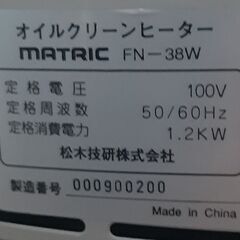 オイルクリーンヒーター
MATRIC FN-38W
定格電圧 100V
定格周波数 50/60Hz
定格消費電力 1.2KW
松木技研株式会社
製造番号 000900200
Made in China